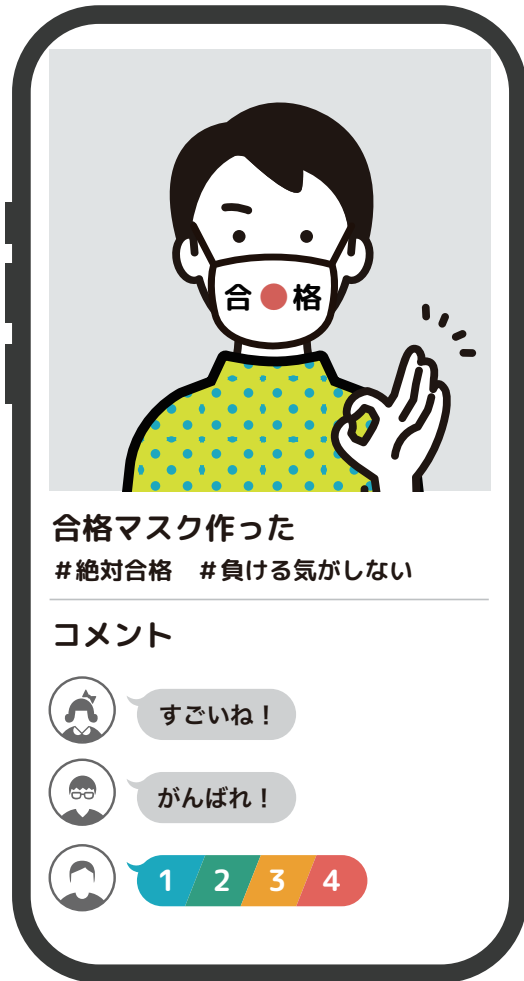 合 格
合格マスク作った
#絶対合格 #負ける気がしない
コメント
すごいね！
がんばれ！
1 2 3 4